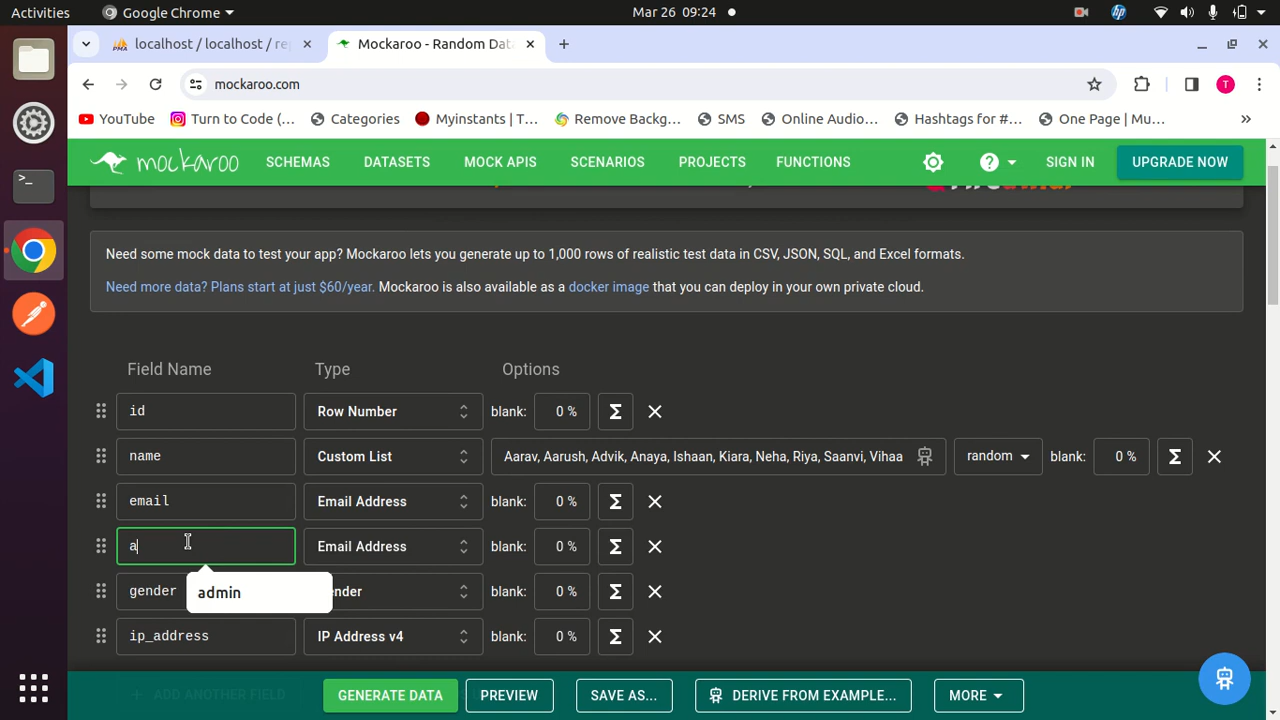 Activities Google Chrome Mar 26 09:24
localhost / localhost / re
Mockaroo - Random Dat
mockaroo.com
YouTube Turn to Code (... Categories Myinstants | T... Remove Backg... SMS Online Audio... Hashtags for #... One Page | Mu... »
mockaroo SCHEMAS DATASETS MOCK APIS SCENARIOS PROJECTS FUNCTIONS SIGN IN UPGRADE NOW
Need some mock data to test your app? Mockaroo lets you generate up to 1,000 rows of realistic test data in CSV, JSON, SQL, and Excel formats.
Need more data? Plans start at just $60/year. Mockaroo is also available as a docker image that you can deploy in your own private cloud.
Field Name Type Options
id Row Number blank: 0 % Σ
name Custom List Aarav, Aarush, Advik, Anaya, Ishaan, Kiara, Neha, Riya, Saanvi, Vihaa random blank: 0 % Σ
email Email Address blank: 0 % Σ
a Email Address blank: 0 % Σ
admin
gender ender blank: 0 % Σ
ip_address IP Address v4 blank: 0 % Σ
+ ADD ANOTHER FIELD
GENERATE DATA PREVIEW SAVE AS... DERIVE FROM EXAMPLE... MORE